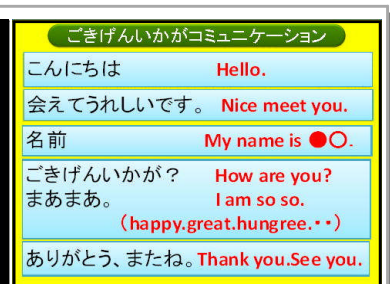 ごきげんいかがコミュニケーション
こんにちは Hello.
会えてうれしいです。 Nice meet you.
名前 My name is ●○.
ごきげんいかが？ How are you?
まあまあ。 I am so so.
（happy.great.hungree.・・）
ありがとう、またね。Thank you.See you.